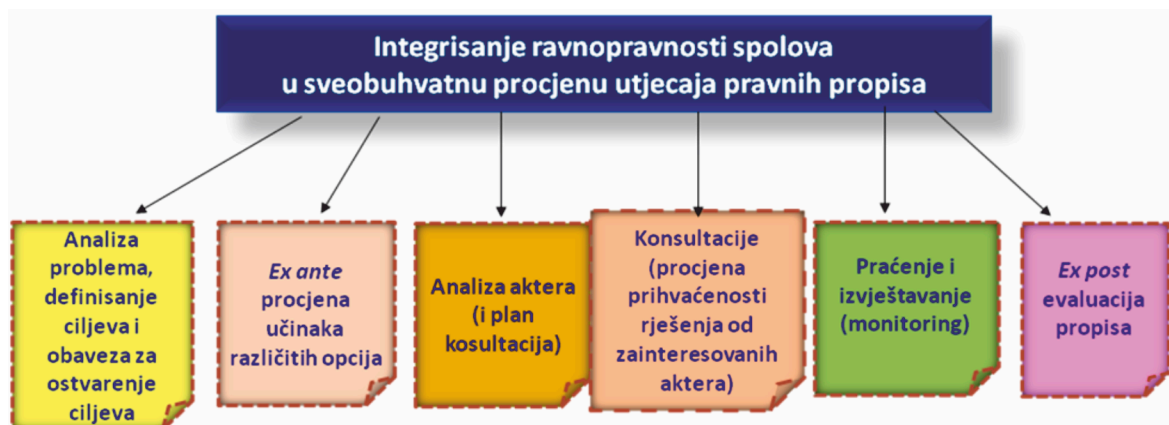 Integrisanje ravnopravnosti spolova
u sveobuhvatnu procjenu utjecaja pravnih propisa
Analiza
problema,
definisanje
ciljeva i
obaveza za
ostvarenje
ciljeva
Ex ante
procjena
učinaka
različitih opcija
Analiza aktera
(i plan
kosultacija)
Konsultacije
(procjena
prihvaćenosti
rješenja od
zainteresovanih
aktera)
Praćenje i
izvještavanje
(monitoring)
Ex post
evaluacija
propisa